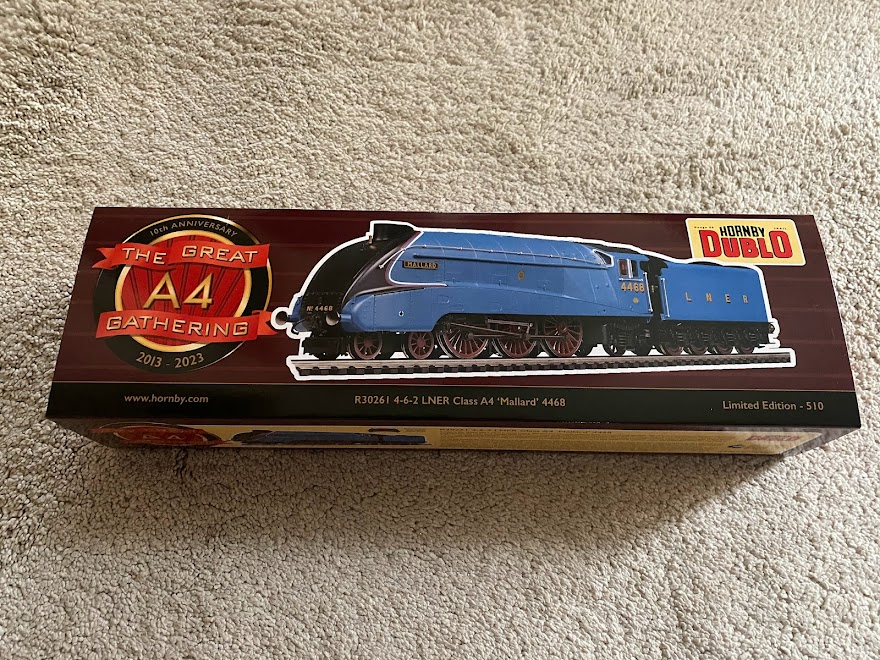 10th ANNIVERSARY
THE GREAT
A4
GATHERING
2013 - 2023
MALLARD
Nº 4468
4468
L N E R
HORNBY
DUBLO
www.hornby.com
R30261 4-6-2 LNER Class A4 'Mallard' 4468
Limited Edition - 510